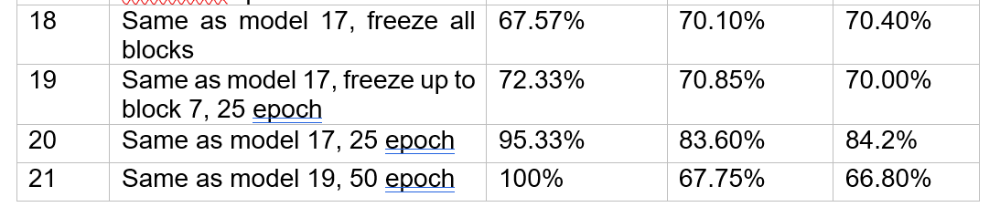 18 Same as model 17, freeze all 67.57% 70.10% 70.40%
blocks
19 Same as model 17, freeze up to 72.33% 70.85% 70.00%
block 7, 25 epoch
20 Same as model 17, 25 epoch 95.33% 83.60% 84.2%
21 Same as model 19, 50 epoch 100% 67.75% 66.80%